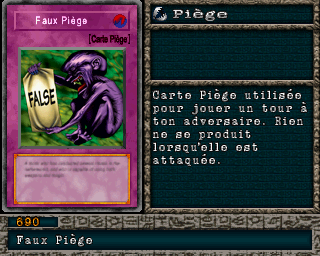 Faux Piège
[Carte Piège]
FALSE
Piège
Carte Piège utilisée
pour jouer un tour à
ton adversaire. Rien
ne se produit
lorsqu'elle est
attaquée.
690
Faux Piège